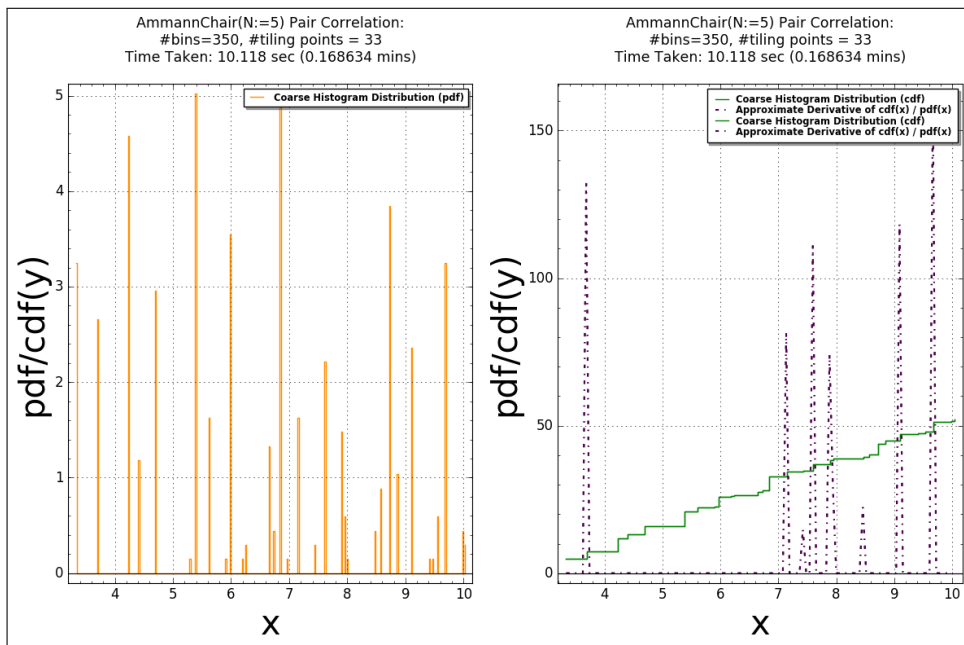 AmmannChair(N:=5) Pair Correlation:
#bins=350, #tiling points = 33
Time Taken: 10.118 sec (0.168634 mins)
Coarse Histogram Distribution (pdf)
pdf/cdf(y)
5
4
3
2
1
0
4 5 6 7 8 9 10
x
AmmannChair(N:=5) Pair Correlation:
#bins=350, #tiling points = 33
Time Taken: 10.118 sec (0.168634 mins)
Coarse Histogram Distribution (cdf)
Approximate Derivative of cdf(x) / pdf(x)
Coarse Histogram Distribution (cdf)
Approximate Derivative of cdf(x) / pdf(x)
pdf/cdf(y)
150
100
50
0
4 5 6 7 8 9 10
x